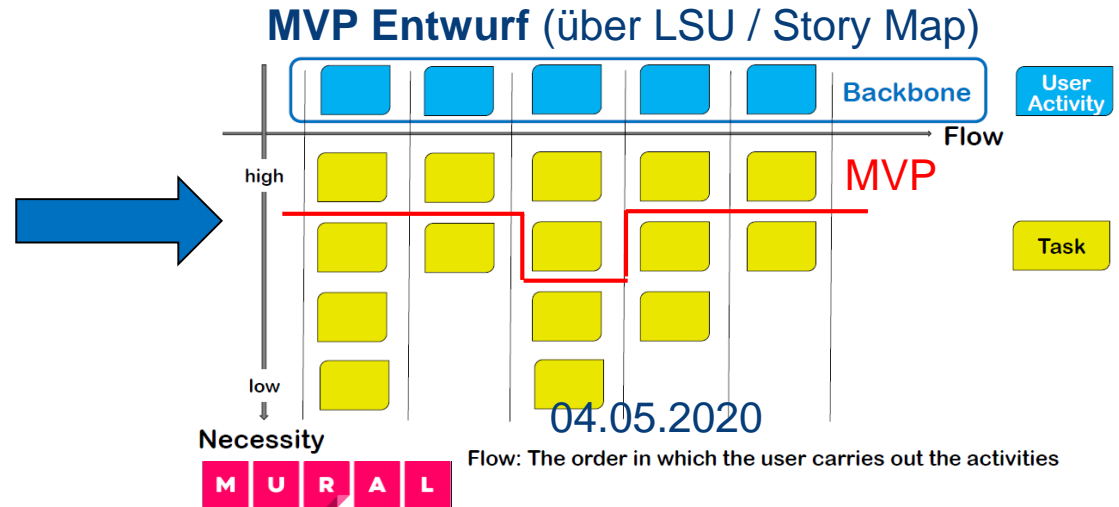 MVP Entwurf (über LSU / Story Map)
Backbone
User
Activity
Flow
high
MVP
Task
low
04.05.2020
Necessity
Flow: The order in which the user carries out the activities
MURAL